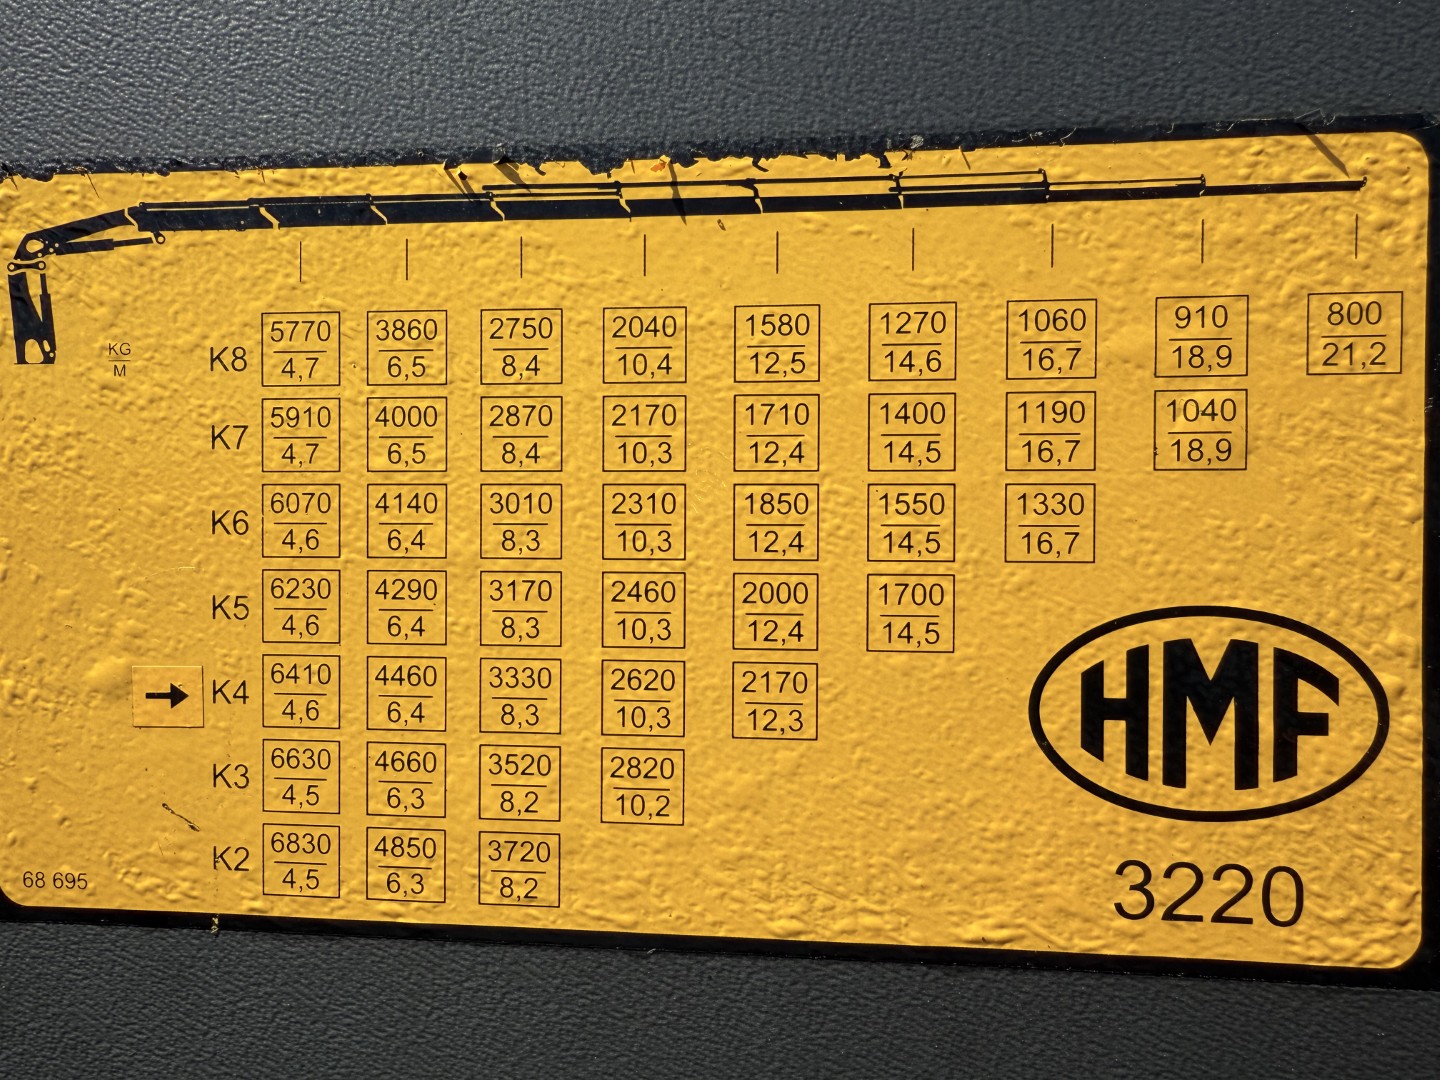 KG
M
K8 5770 3860 2750 2040 1580 1270 1060 910 800
4,7 6,5 8,4 10,4 12,5 14,6 16,7 18,9 21,2
K7 5910 4000 2870 2170 1710 1400 1190 1040
4,7 6,5 8,4 10,3 12,4 14,5 16,7 18,9
K6 6070 4140 3010 2310 1850 1550 1330
4,6 6,4 8,3 10,3 12,4 14,5 16,7
K5 6230 4290 3170 2460 2000 1700
4,6 6,4 8,3 10,3 12,4 14,5
K4 6410 4460 3330 2620 2170
4,6 6,4 8,3 10,3 12,3
K3 6630 4660 3520 2820
4,5 6,3 8,2 10,2
K2 6830 4850 3720
4,5 6,3 8,2
68 695
HMF
3220